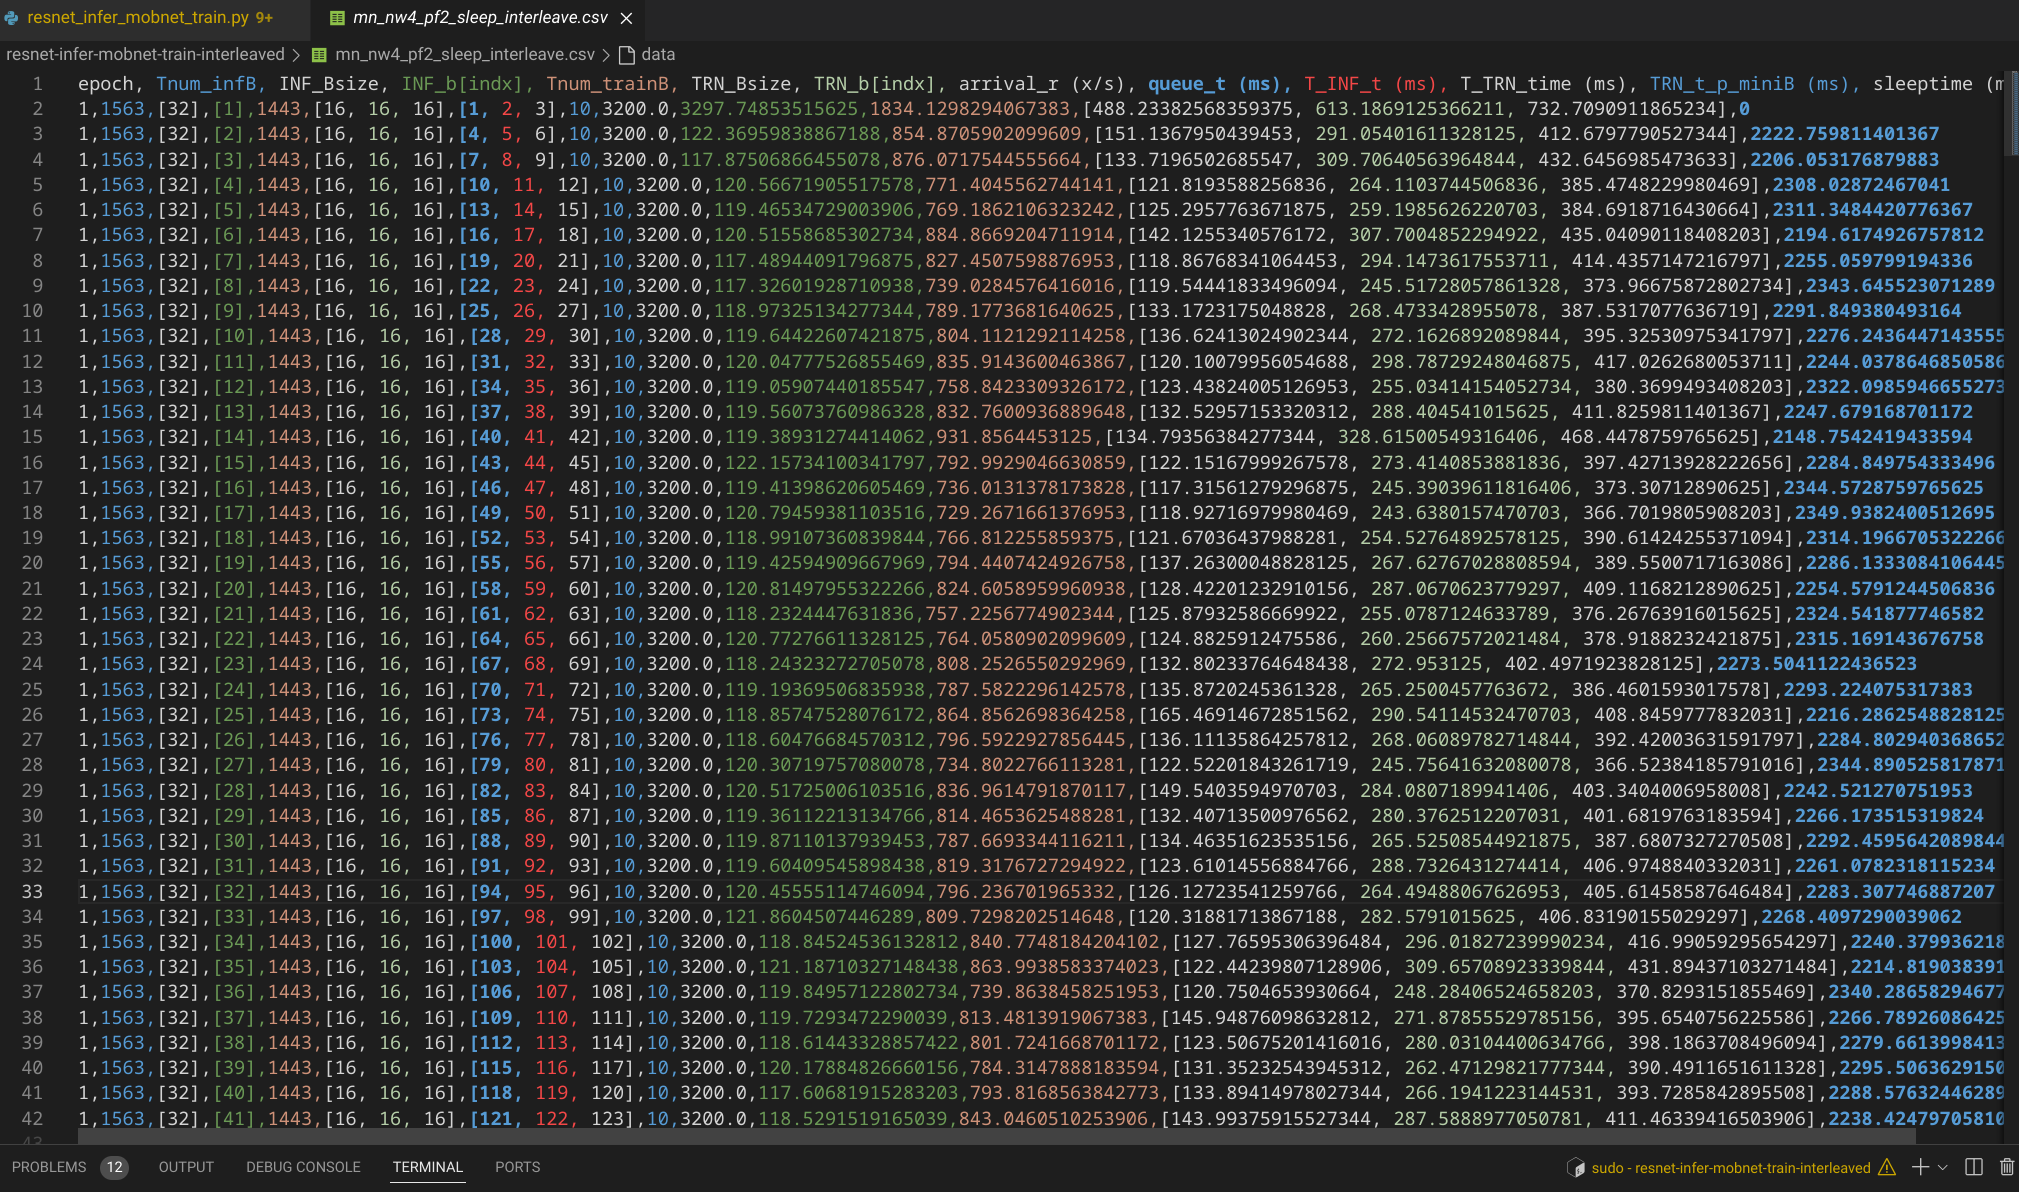 resnet_infer_mobnet_train.py 9+ mn_nw4_pf2_sleep_interleave.csv
resnet-infer-mobnet-train-interleaved > mn_nw4_pf2_sleep_interleave.csv > data
1 epoch, Tnum_infB, INF_Bsize, INF_b[indx], Tnum_trainB, TRN_Bsize, TRN_b[indx], arrival_r (x/s), queue_t (ms), T_INF_t (ms), T_TRN_time (ms), TRN_t_p_miniB (ms), sleeptime (m
2 1,1563,[32],[1],1443,[16, 16, 16],[1, 2, 3],10,3200.0,3297.74853515625,1834.1298294067383,[488.23382568359375, 613.1869125366211, 732.7090911865234],0
3 1,1563,[32],[2],1443,[16, 16, 16],[4, 5, 6],10,3200.0,122.369598388671­88,854.8705902099609,[151.1367950439453, 291.05401611328125, 412.6797790527344],2222.759811401367
4 1,1563,[32],[3],1443,[16, 16, 16],[7, 8, 9],10,3200.0,117.87506866455078,876.0717544555664,[133.7196502685547, 309.70640563964844, 432.6456985473633],2206.053176879883
5 1,1563,[32],[4],1443,[16, 16, 16],[10, 11, 12],10,3200.0,120.56671905517578,771.4045562744141,[121.8193588256836, 264.1103744506836, 385.4748229980469],2308.02872467041
6 1,1563,[32],[5],1443,[16, 16, 16],[13, 14, 15],10,3200.0,119.46534729003906,769.1862106323242,[125.2957763671875, 259.1985626220703, 384.6918716430664],2311.3484420776367
7 1,1563,[32],[6],1443,[16, 16, 16],[16, 17, 18],10,3200.0,120.51558685302734,884.8669204711914,[142.1255340576172, 307.7004852294922, 435.04090118408203],2194.6174926757812
8 1,1563,[32],[7],1443,[16, 16, 16],[19, 20, 21],10,3200.0,117.48944091796875,827.4507598876953,[118.86768341064453, 294.1473617553711, 414.4357147216797],2255.059799194336
9 1,1563,[32],[8],1443,[16, 16, 16],[22, 23, 24],10,3200.0,117.32601928710938,739.0284576416016,[119.54441833496094, 245.51728057861328, 373.96675872802734],2343.645523071289
10 1,1563,[32],[9],1443,[16, 16, 16],[25, 26, 27],10,3200.0,118.97325134277344,789.1773681640625,[133.1723175048828, 268.4733428955078, 387.5317077636719],2291.849380493164
11 1,1563,[32],[10],1443,[16, 16, 16],[28, 29, 30],10,3200.0,119.64422607421875,804.1121292114258,[136.62413024902344, 272.1626892089844, 395.32530975341797],2276.2436447143555
12 1,1563,[32],[11],1443,[16, 16, 16],[31, 32, 33],10,3200.0,120.04777526855469,835.9143600463867,[120.10079956054688, 298.78729248046875, 417.0262680053711],2244.0378646850586
13 1,1563,[32],[12],1443,[16, 16, 16],[34, 35, 36],10,3200.0,119.05907440185547,758.8423309326172,[123.43824005126953, 255.03414154052734, 380.3699493408203],2322.0985946655273
14 1,1563,[32],[13],1443,[16, 16, 16],[37, 38, 39],10,3200.0,119.56073760986328,832.7600936889648,[132.52957153320312, 288.404541015625, 411.8259811401367],2247.679168701172
15 1,1563,[32],[14],1443,[16, 16, 16],[40, 41, 42],10,3200.0,119.38931274414062,931.8564453125,[134.79356384277344, 328.61500549316406, 468.4478759765625],2148.7542419433594
16 1,1563,[32],[15],1443,[16, 16, 16],[43, 44, 45],10,3200.0,122.15734100341797,792.9929046630859,[122.15167999267578, 273.4140853881836, 397.42713928222656],2284.849754333496
17 1,1563,[32],[16],1443,[16, 16, 16],[46, 47, 48],10,3200.0,119.41398620605469,736.0131378173828,[117.31561279296875, 245.39039611816406, 373.30712890625],2344.5728759765625
18 1,1563,[32],[17],1443,[16, 16, 16],[49, 50, 51],10,3200.0,120.79459381103516,729.2671661376953,[118.92716979980469, 243.6380157470703, 366.7019805908203],2349.9382400512695
19 1,1563,[32],[18],1443,[16, 16, 16],[52, 53, 54],10,3200.0,118.99107360839844,766.812255859375,[121.67036437988281, 254.52764892578125, 390.61424255371094],2314.1966705322266
20 1,1563,[32],[19],1443,[16, 16, 16],[55, 56, 57],10,3200.0,119.42594909667969,794.4407424926758,[137.26300048828125, 267.62767028808594, 389.5500717163086],2286.1333084106445
21 1,1563,[32],[20],1443,[16, 16, 16],[58, 59, 60],10,3200.0,120.81497955322266,824.6058959960938,[128.42201232910156, 287.0670623779297, 409.1168212890625],2254.5791244506836
22 1,1563,[32],[21],1443,[16, 16, 16],[61, 62, 63],10,3200.0,118.2324447631836,757.2256774902344,[125.87932586669922, 255.0787124633789, 376.26763916015625],2324.541877746582
23 1,1563,[32],[22],1443,[16, 16, 16],[64, 65, 66],10,3200.0,120.77276611328125,764.0580902099609,[124.8825912475586, 260.25667572021484, 378.9188232421875],2315.169143676758
24 1,1563,[32],[23],1443,[16, 16, 16],[67, 68, 69],10,3200.0,118.24323272705078,808.2526550292969,[132.80233764648438, 272.953125, 402.4971923828125],2273.5041122436523
25 1,1563,[32],[24],1443,[16, 16, 16],[70, 71, 72],10,3200.0,119.19369506835938,787.5822296142578,[135.8720245361328, 265.2500457763672, 386.4601593017578],2293.224075317383
26 1,1563,[32],[25],1443,[16, 16, 16],[73, 74, 75],10,3200.0,118.85747528076172,864.8562698364258,[165.46914672851562, 290.54114532470703, 408.8459777832031],2216.2862548828125
27 1,1563,[32],[26],1443,[16, 16, 16],[76, 77, 78],10,3200.0,118.60476684570312,796.5922927856445,[136.11135864257812, 268.06089782714844, 392.42003631591797],2284.802940368652
28 1,1563,[32],[27],1443,[16, 16, 16],[79, 80, 81],10,3200.0,120.30719757080078,734.8022766113281,[122.52201843261719, 245.75641632080078, 366.52384185791016],2344.890525817871
29 1,1563,[32],[28],1443,[16, 16, 16],[82, 83, 84],10,3200.0,120.51725006103516,836.9614791870117,[149.5403594970703, 284.0807189941406, 403.3404006958008],2242.521270751953
30 1,1563,[32],[29],1443,[16, 16, 16],[85, 86, 87],10,3200.0,119.36112213134766,814.4653625488281,[132.40713500976562, 280.3762512207031, 401.6819763183594],2266.173515319824
31 1,1563,[32],[30],1443,[16, 16, 16],[88, 89, 90],10,3200.0,119.87110137939453,787.6693344116211,[134.46351623535156, 265.52508544921875, 387.6807327270508],2292.4595642089844
32 1,1563,[32],[31],1443,[16, 16, 16],[91, 92, 93],10,3200.0,119.60409545898438,819.3176727294922,[123.61014556884766, 288.7326431274414, 406.9748840332031],2261.0782318115234
33 1,1563,[32],[32],1443,[16, 16, 16],[94, 95, 96],10,3200.0,120.45555114746094,796.236701965332,[126.12723541259766, 264.49488067626953, 405.61458587646484],2283.307746887207
34 1,1563,[32],[33],1443,[16, 16, 16],[97, 98, 99],10,3200.0,121.8604507446289,809.7298202514648,[120.31881713867188, 282.5791015625, 406.83190155029297],2268.4097290039062
35 1,1563,[32],[34],1443,[16, 16, 16],[100, 101, 102],10,3200.0,118.84524536132812,840.7748184204102,[127.76595306396484, 296.01827239990234, 416.99059295654297],2240.379936218
36 1,1563,[32],[35],1443,[16, 16, 16],[103, 104, 105],10,3200.0,121.18710327148438,863.9938583374023,[122.44239807128906, 309.65708923339844, 431.89437103271484],2214.819038391
37 1,1563,[32],[36],1443,[16, 16, 16],[106, 107, 108],10,3200.0,119.84957122802734,739.8638458251953,[120.7504653930664, 248.28406524658203, 370.8293151855469],2340.28658294677
38 1,1563,[32],[37],1443,[16, 16, 16],[109, 110, 111],10,3200.0,119.7293472290039,813.4813919067383,[145.94876098632812, 271.87855529785156, 395.6540756225586],2266.78926086425
39 1,1563,[32],[38],1443,[16, 16, 16],[112, 113, 114],10,3200.0,118.61443328857422,801.7241668701172,[123.50675201416016, 280.03104400634766, 398.1863708496094],2279.6613998413
40 1,1563,[32],[39],1443,[16, 16, 16],[115, 116, 117],10,3200.0,120.17884826660156,784.3147888183594,[131.35232543945312, 262.47129821777344, 390.4911651611328],2295.5063629150
41 1,1563,[32],[40],1443,[16, 16, 16],[118, 119, 120],10,3200.0,117.60681915283203,793.8168563842773,[133.89414978027344, 266.1941223144531, 393.7285842895508],2288.57632446289
42 1,1563,[32],[41],1443,[16, 16, 16],[121, 122, 123],10,3200.0,118.5291519165039,843.0460510253906,[143.99375915527344, 287.5888977050781, 411.46339416503906],2238.42479705810
43
PROBLEMS 12 OUTPUT DEBUG CONSOLE TERMINAL PORTS sudo - resnet-infer-mobnet-train-interleaved